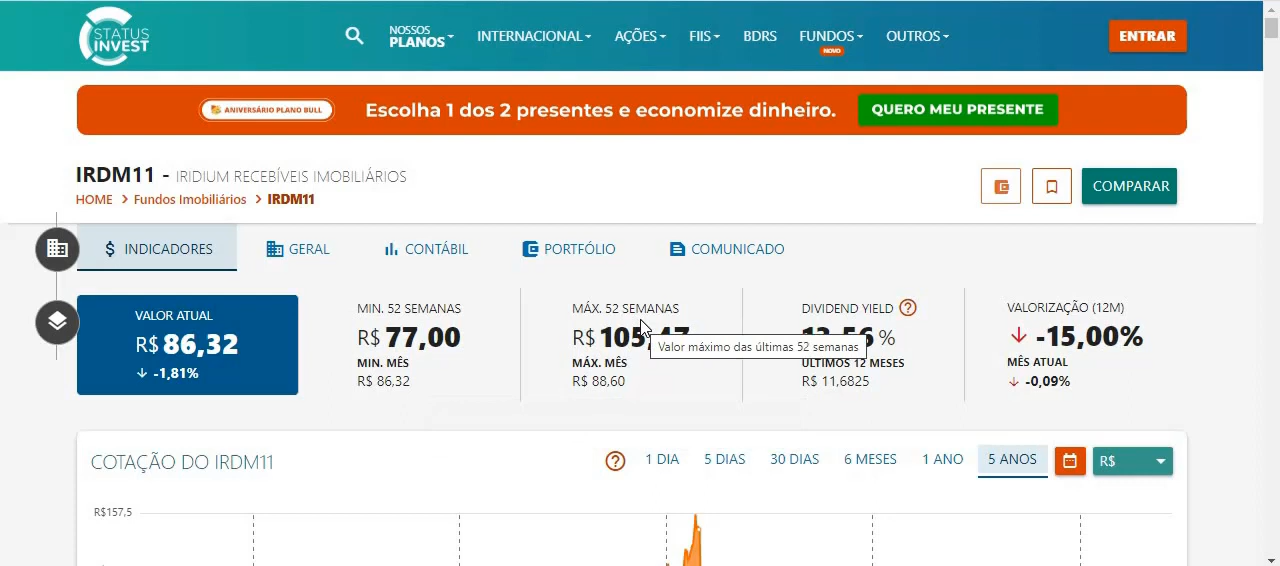 STATUS
INVEST
NOSSOS
PLANOS
INTERNACIONAL
AÇÕES
FIIS
BDRS
FUNDOS
NOVO
OUTROS
ENTRAR
ANIVERSÁRIO PLANO BULL
Escolha 1 dos 2 presentes e economize dinheiro.
QUERO MEU PRESENTE
IRDM11 - IRIDIUM RECEBÍVEIS IMOBILIÁRIOS
HOME > Fundos Imobiliários > IRDM11
COMPARAR
INDICADORES
GERAL
CONTÁBIL
PORTFÓLIO
COMUNICADO
VALOR ATUAL
R$ 86,32
-1,81%
MIN. 52 SEMANAS
R$ 77,00
MIN. MÊS
R$ 86,32
MÁX. 52 SEMANAS
R$ 105,47
Valor máximo das últimas 52 semanas
MÁX. MÊS
R$ 88,60
DIVIDEND YIELD
13,56 %
ÚLTIMOS 12 MESES
R$ 11,6825
VALORIZAÇÃO (12M)
-15,00%
MÊS ATUAL
-0,09%
COTAÇÃO DO IRDM11
1 DIA
5 DIAS
30 DIAS
6 MESES
1 ANO
5 ANOS
R$
R$157,5